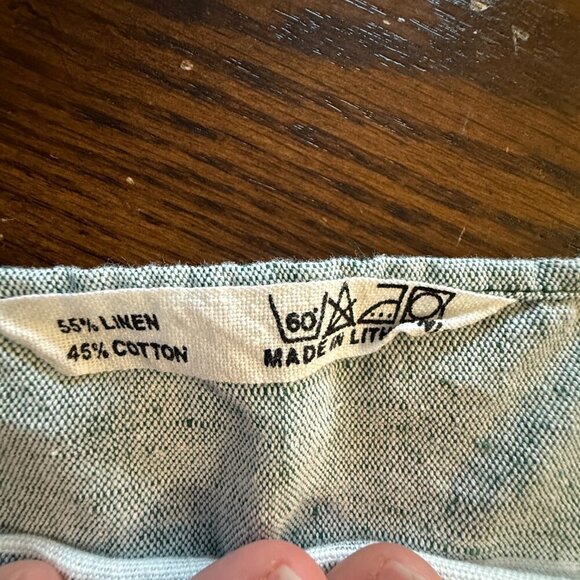 55% LINEN
45% COTTON
60°
MADE IN